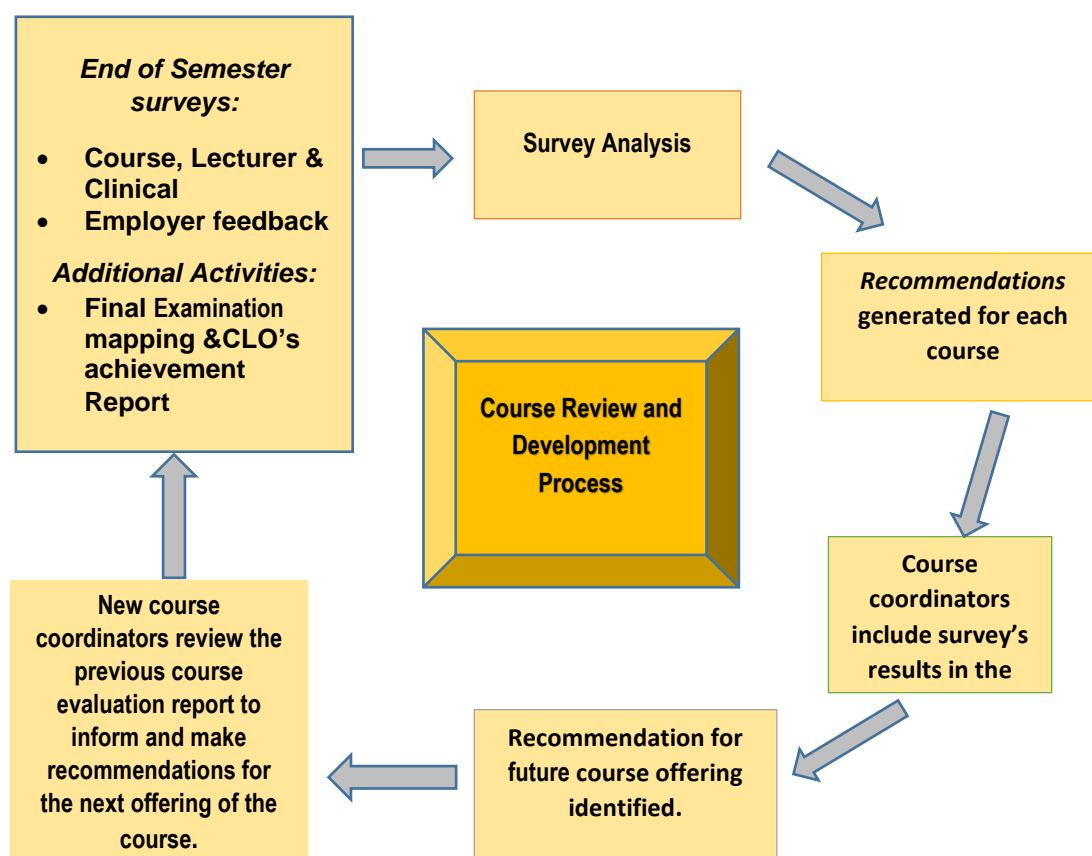 End of Semester
surveys:
• Course, Lecturer &
Clinical
• Employer feedback
Additional Activities:
• Final Examination
mapping &CLO’s
achievement
Report
Survey Analysis
Recommendations
generated for each
course
Course Review and
Development
Process
Course
coordinators
include survey’s
results in the
Recommendation for
future course offering
identified.
New course
coordinators review the
previous course
evaluation report to
inform and make
recommendations for
the next offering of the
course.